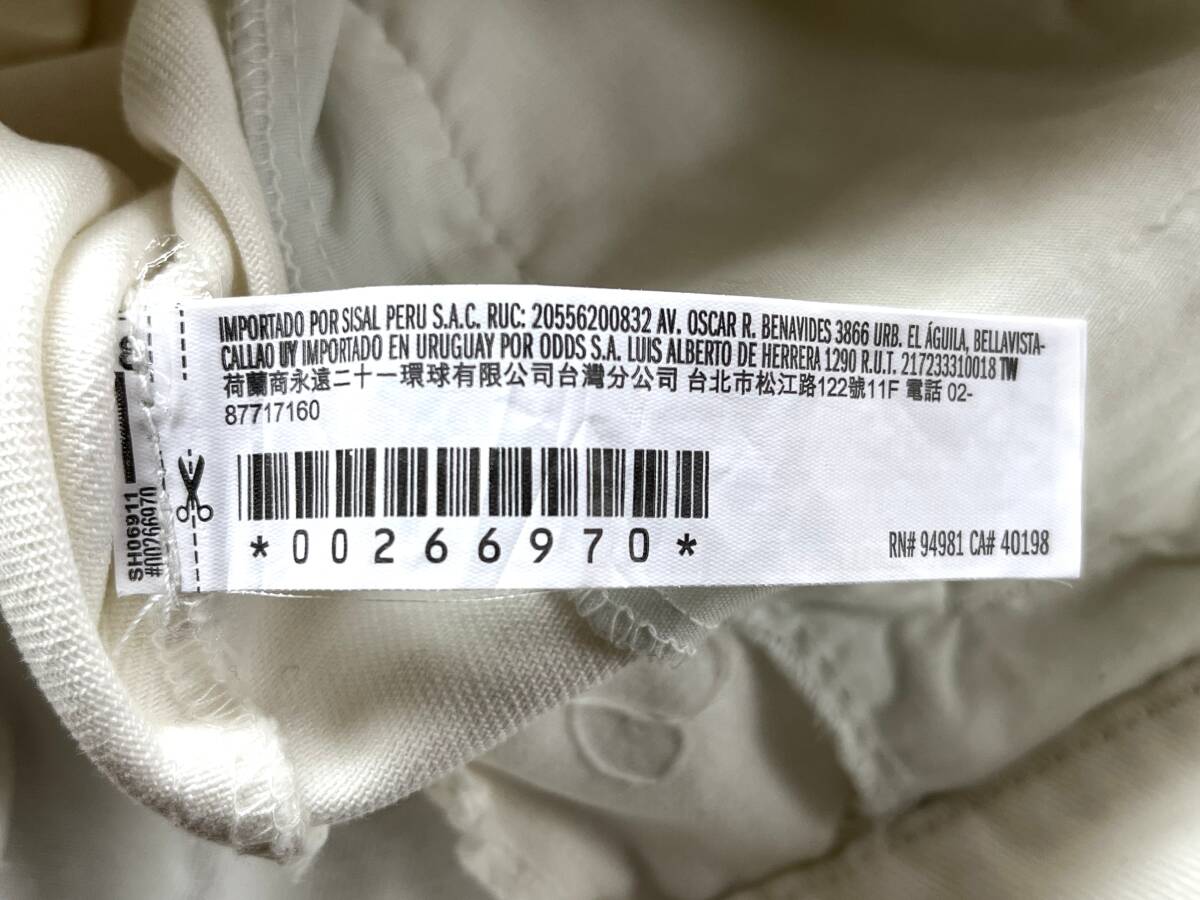 IMPORTADO POR SISAL PERU S.A.C. RUC: 20556200832 AV. OSCAR R. BENAVIDES 3866 URB. EL ÁGUILA, BELLAVISTA-
CALLAO UY IMPORTADO EN URUGUAY POR ODDS S.A. LUIS ALBERTO DE HERRERA 1290 R.U.T. 217233310018 TW
荷蘭商永遠二十一環球有限公司台灣分公司 台北市松江路122號11F 電話 02-
87717160
*00266970*
RN# 94981 CA# 40198
SH06911
#00266970